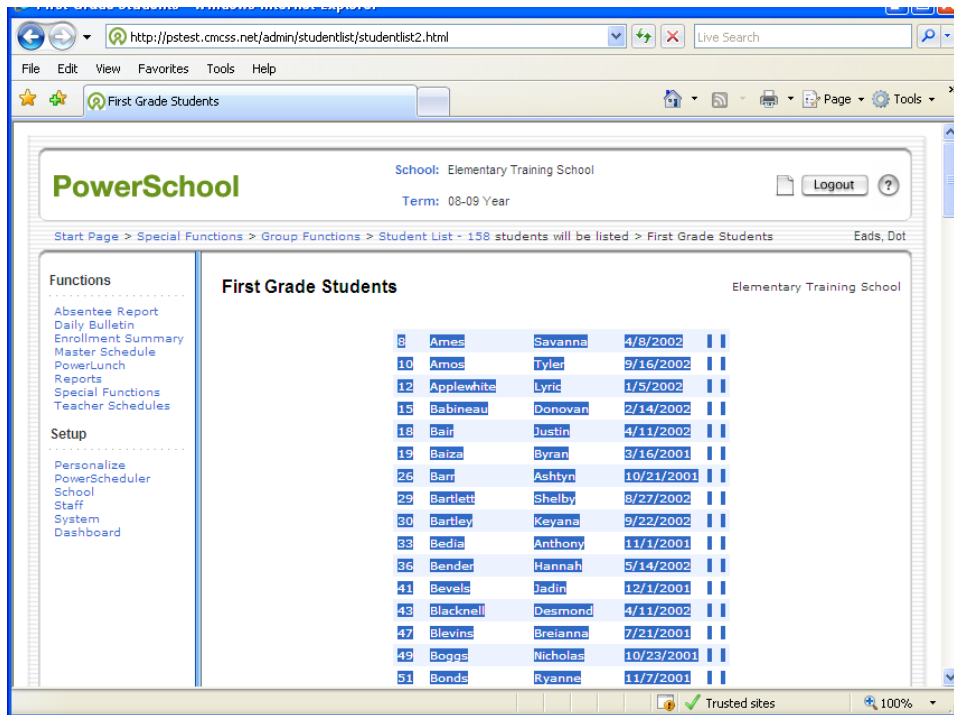 First Grade Students - Windows Internet Explorer
http://pstest.cmcss.net/admin/studentlist/studentlist2.html
Live Search
File Edit View Favorites Tools Help
First Grade Students
Page Tools
PowerSchool
School: Elementary Training School
Term: 08-09 Year
Logout ?
Start Page > Special Functions > Group Functions > Student List - 158 students will be listed > First Grade Students Eads, Dot
Functions
Absentee Report
Daily Bulletin
Enrollment Summary
Master Schedule
PowerLunch
Reports
Special Functions
Teacher Schedules
Setup
Personalize
PowerScheduler
School
Staff
System
Dashboard
First Grade Students Elementary Training School
8 Ames Savanna 4/8/2002
10 Amos Tyler 9/16/2002
12 Applewhite Lyric 1/5/2002
15 Babineau Donovan 2/14/2002
18 Bair Justin 4/11/2002
19 Baiza Byran 3/16/2001
26 Barr Ashtyn 10/21/2001
29 Bartlett Shelby 8/27/2002
30 Bartley Keyana 9/22/2002
33 Bedia Anthony 11/1/2001
36 Bender Hannah 5/14/2002
41 Bevels Jadin 12/1/2001
43 Blacknell Desmond 4/11/2002
47 Blevins Breianna 7/21/2001
49 Boggs Nicholas 10/23/2001
51 Bonds Ryanne 11/7/2001
Trusted sites 100%